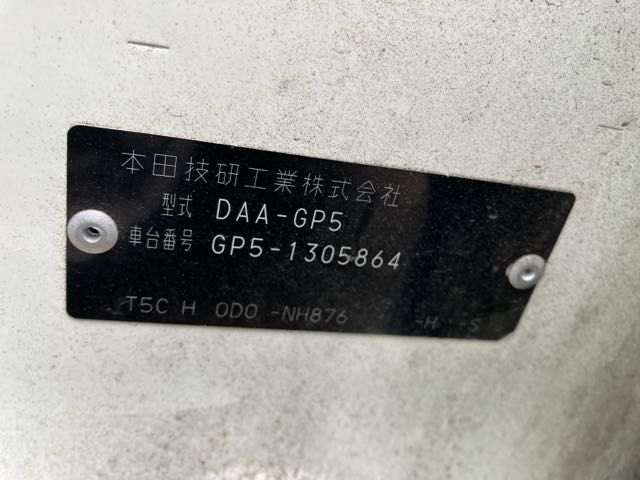 本田技研工業株式会社
型式 DAA-GP5
車台番号 GP5-1305864
T5C H ODO -NH876 -H -S